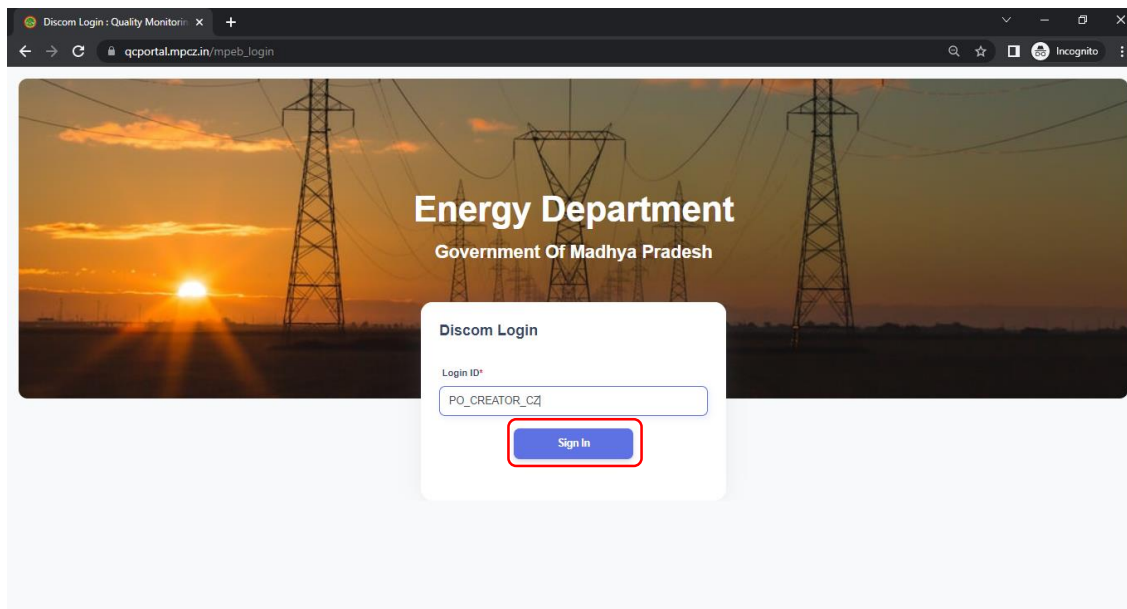 Discom Login : Quality Monitorin
qcportal.mpcz.in/mpeb_login
Incognito
Energy Department
Government Of Madhya Pradesh
Discom Login
Login ID*
PO_CREATOR_CZ
Sign In